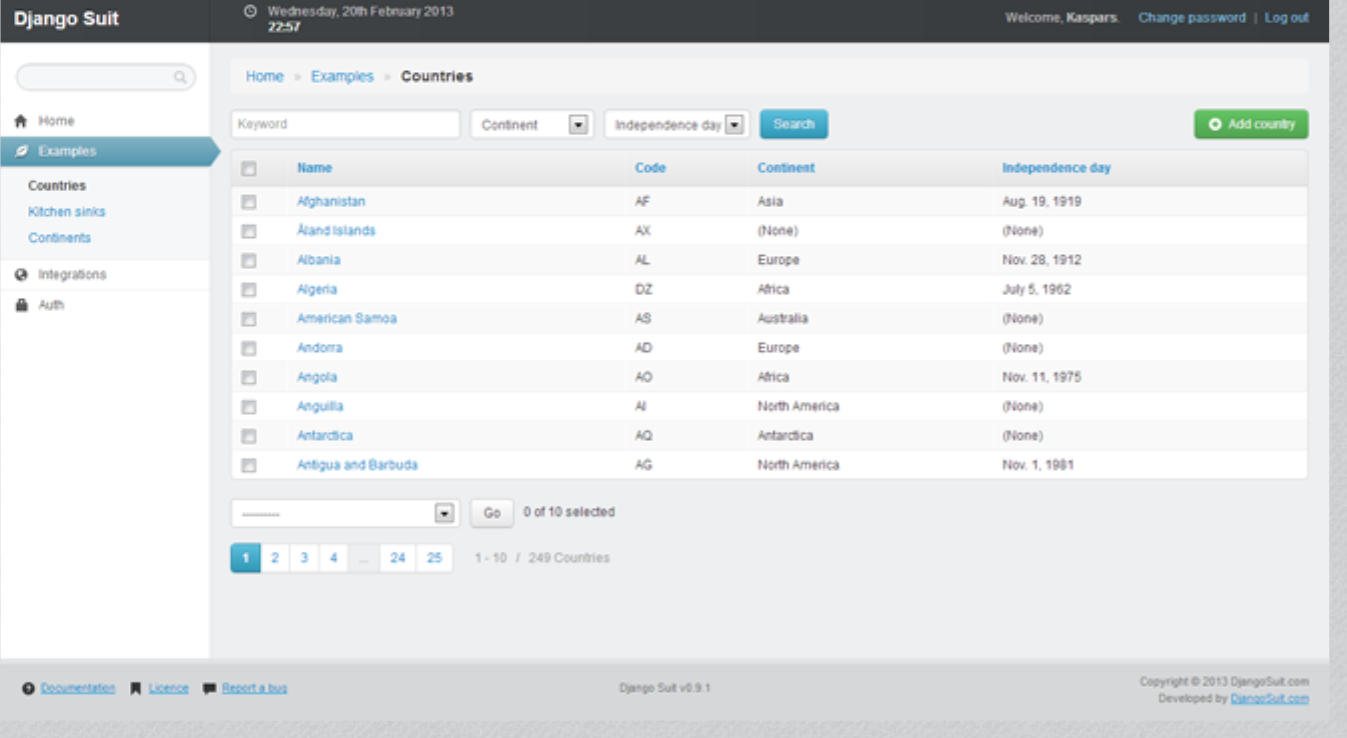 Django Suit
Wednesday, 20th February 2013
22:57
Welcome, Kaspars. Change password | Log out
Home » Examples » Countries
Home
Examples
Countries
Kitchen sinks
Continents
Integrations
Auth
Keyword Continent Independence day Search Add country
Name Code Continent Independence day
Afghanistan AF Asia Aug. 19, 1919
Åland Islands AX (None) (None)
Albania AL Europe Nov. 28, 1912
Algeria DZ Africa July 5, 1962
American Samoa AS Australia (None)
Andorra AD Europe (None)
Angola AO Africa Nov. 11, 1975
Anguilla AI North America (None)
Antarctica AQ Antarctica (None)
Antigua and Barbuda AG North America Nov. 1, 1981
--------- Go 0 of 10 selected
1 2 3 4 ... 24 25 1 - 10 / 249 Countries
Documentation Licence Report a bug
Django Suit v0.9.1
Copyright © 2013 DjangoSuit.com
Developed by DjangoSuit.com